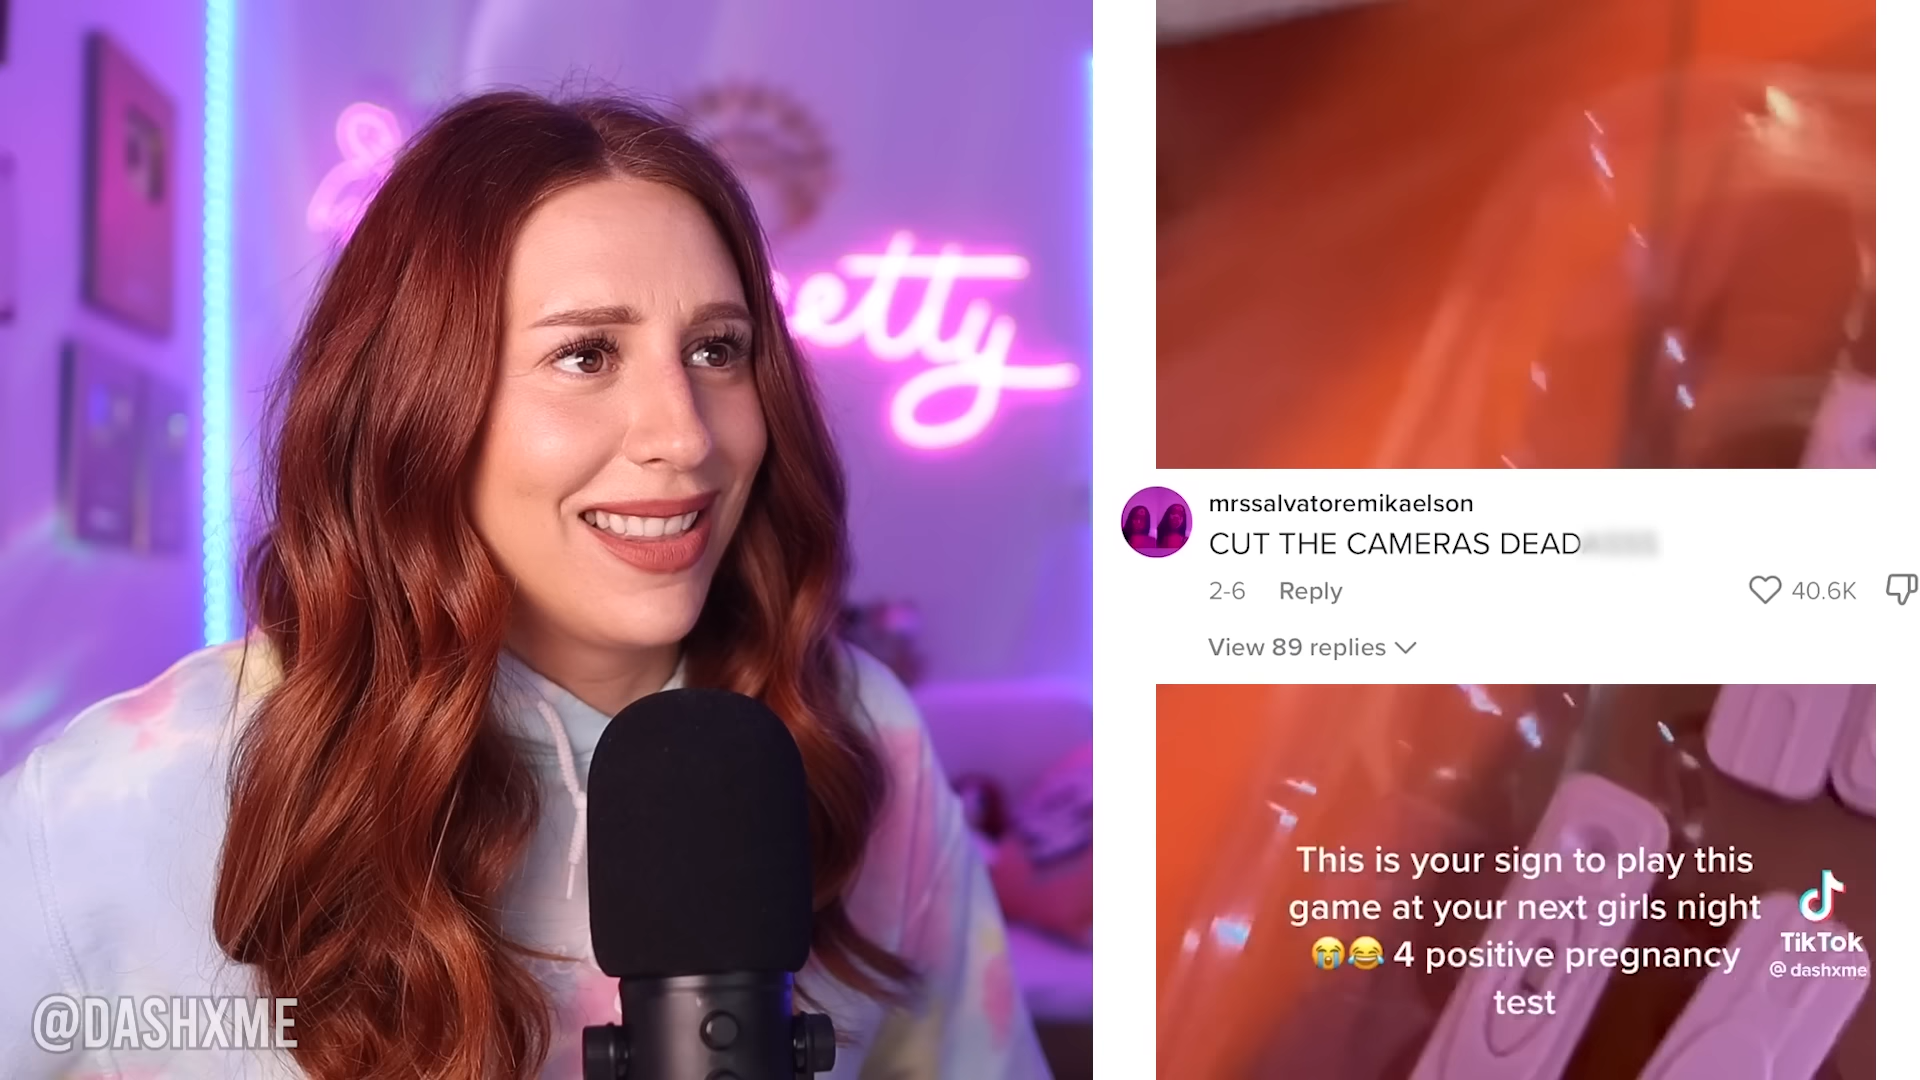 etty
mrssalvatoremikaelson
CUT THE CAMERAS DEAD
2-6 Reply 40.6K
View 89 replies
This is your sign to play this
game at your next girls night
😭😂 4 positive pregnancy
test
TikTok
@dashxme
@DASHXME